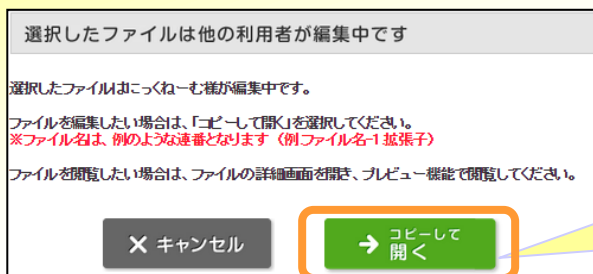 選択したファイルは他の利用者が編集中です
選択したファイルはにっくねーむ様が編集中です。
ファイルを編集したい場合は、「コピーして開く」を選択してください。
※ファイル名は、例のような連番となります（例:ファイル名-1.拡張子）
ファイルを閲覧したい場合は、ファイルの詳細画面を開き、プレビュー機能で閲覧してください。
キャンセル
コピーして
開く